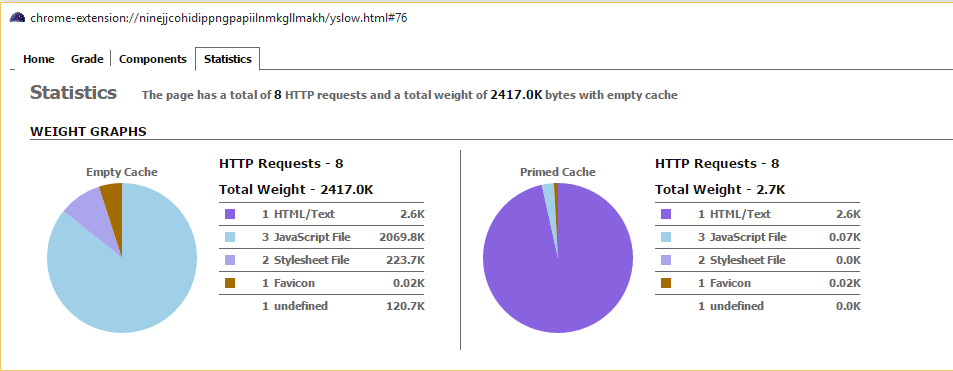 chrome-extension://ninejjcohidippngpapiilnmkgllmakh/yslow.html#76
Home Grade Components Statistics
Statistics The page has a total of 8 HTTP requests and a total weight of 2417.0K bytes with empty cache
WEIGHT GRAPHS
Empty Cache
HTTP Requests - 8
Total Weight - 2417.0K
1 HTML/Text 2.6K
3 JavaScript File 2069.8K
2 Stylesheet File 223.7K
1 Favicon 0.02K
1 undefined 120.7K
Primed Cache
HTTP Requests - 8
Total Weight - 2.7K
1 HTML/Text 2.6K
3 JavaScript File 0.07K
2 Stylesheet File 0.0K
1 Favicon 0.02K
1 undefined 0.0K